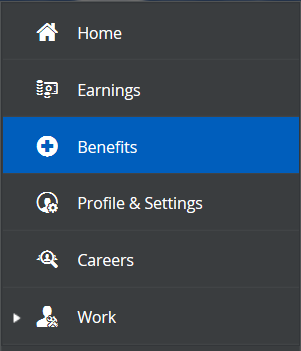 Home
Earnings
Benefits
Profile & Settings
Careers
Work